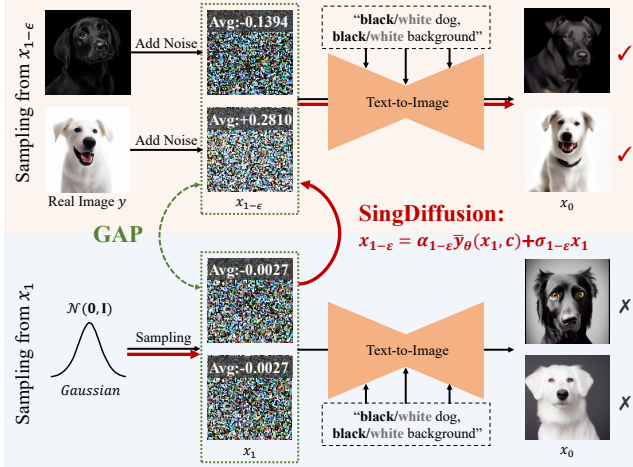 Sampling from x₁₋ϵ
Add Noise
Avg:-0.1394
"black/white dog,
black/white background"
Text-to-Image
✓
Add Noise
Avg:+0.2810
✓
Real Image y
x₁₋ϵ
x₀
GAP
SingDiffusion:
x₁₋ε = α₁₋ε ȳθ(x₁, c)+σ₁₋ε x₁
Sampling from x₁
𝒩(0, I)
Sampling
Gaussian
Avg:-0.0027
Avg:-0.0027
Text-to-Image
✗
✗
"black/white dog,
black/white background"
x₁
x₀